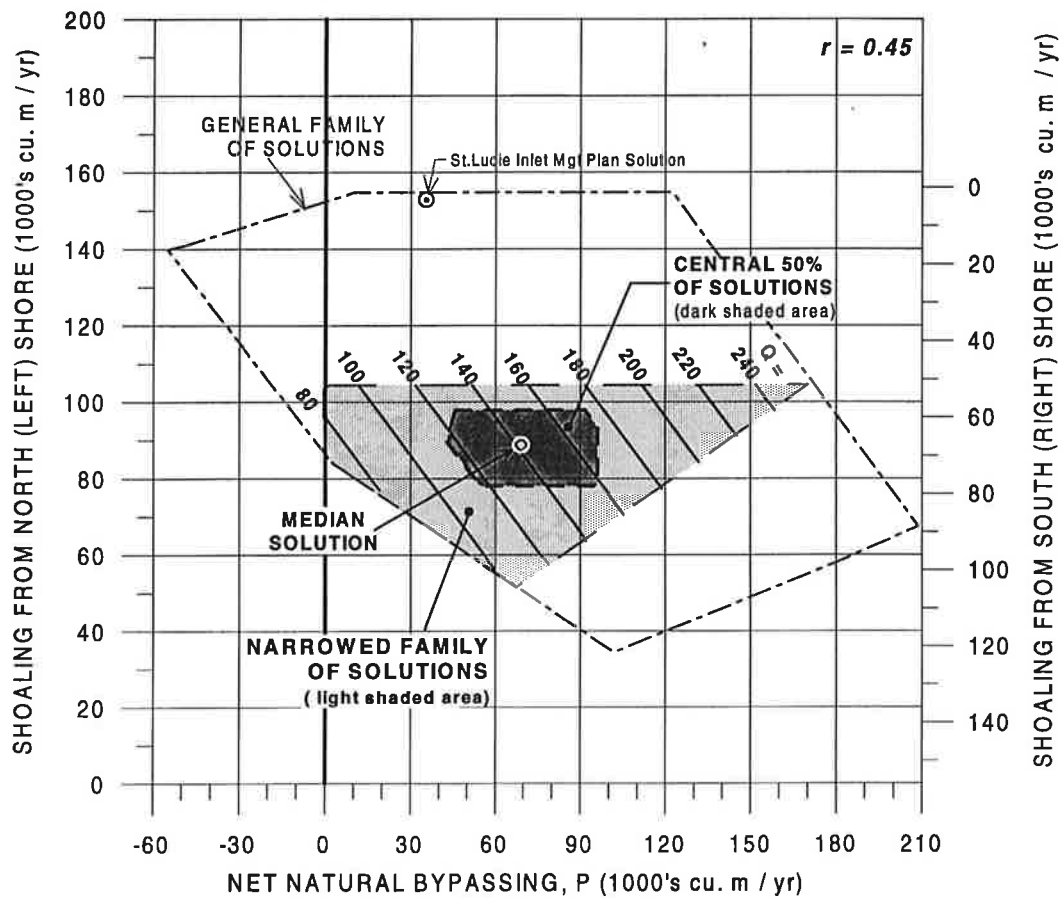 r = 0.45
GENERAL FAMILY
OF SOLUTIONS
St.Lucie Inlet Mgt Plan Solution
CENTRAL 50%
OF SOLUTIONS
(dark shaded area)
80
100
120
140
160
180
200
220
240
Q =
MEDIAN
SOLUTION
NARROWED FAMILY
OF SOLUTIONS
( light shaded area)
SHOALING FROM NORTH (LEFT) SHORE (1000's cu. m / yr)
200
180
160
140
120
100
80
60
40
20
0
SHOALING FROM SOUTH (RIGHT) SHORE (1000's cu. m / yr)
0
20
40
60
80
100
120
140
-60
-30
0
30
60
90
120
150
180
210
NET NATURAL BYPASSING, P (1000's cu. m / yr)